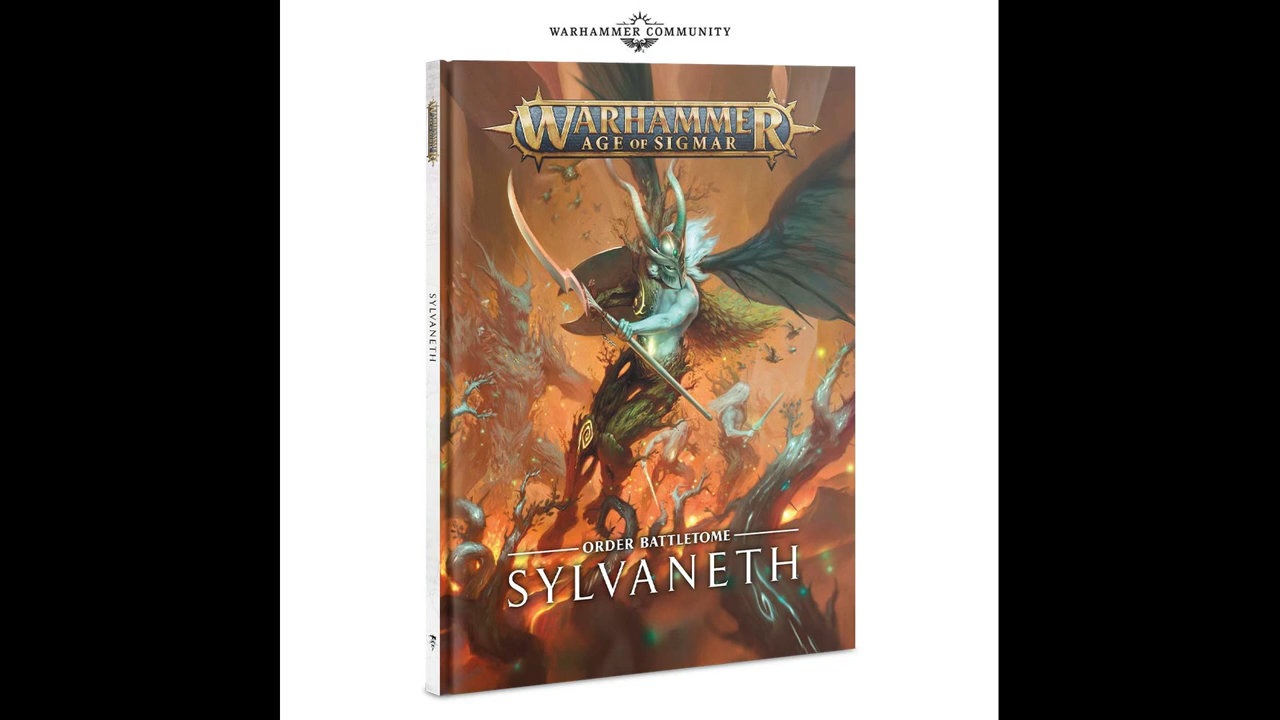 WARHAMMER COMMUNITY
WARHAMMER
AGE OF SIGMAR
SYLVANETH
ORDER BATTLETOME
SYLVANETH